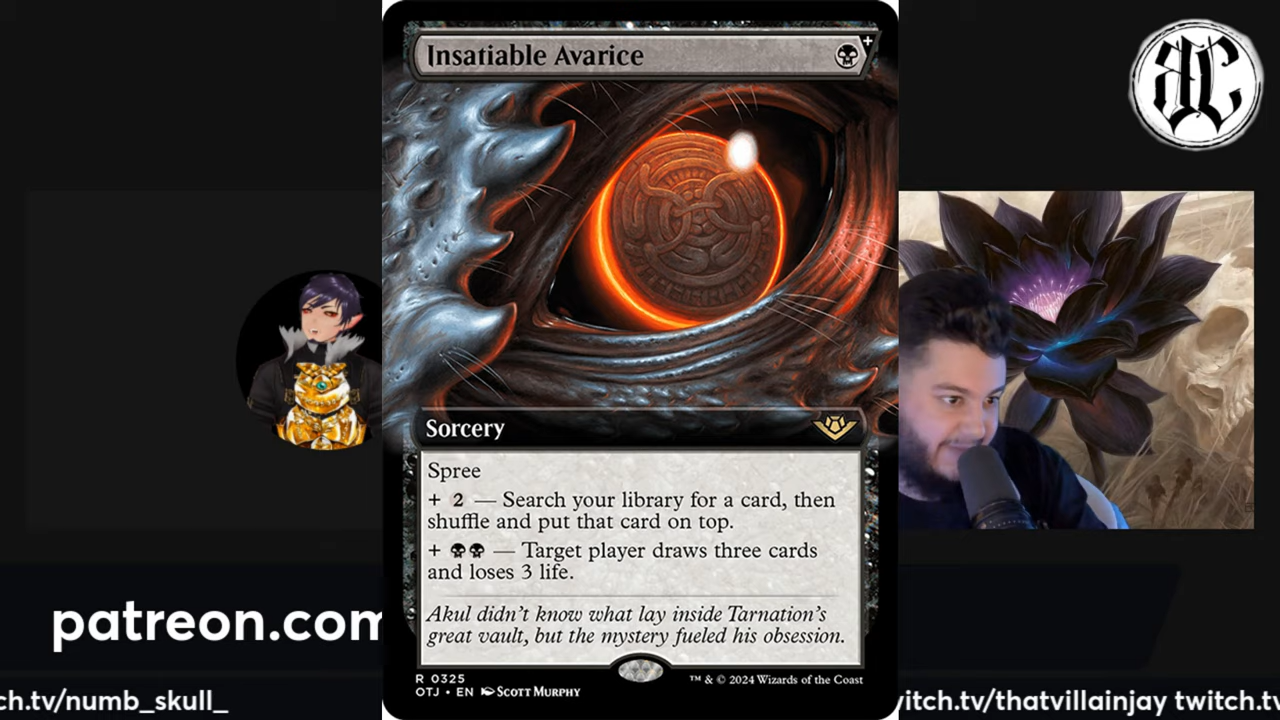 Insatiable Avarice
Sorcery
Spree
+ 2 — Search your library for a card, then
shuffle and put that card on top.
+ — Target player draws three cards
and loses 3 life.
Akul didn't know what lay inside Tarnation's
great vault, but the mystery fueled his obsession.
R 0325
OTJ • EN SCOTT MURPHY
™ & © 2024 Wizards of the Coast
patreon.com
ch.tv/numb_skull_
witch.tv/thatvillainjay twitch.tv